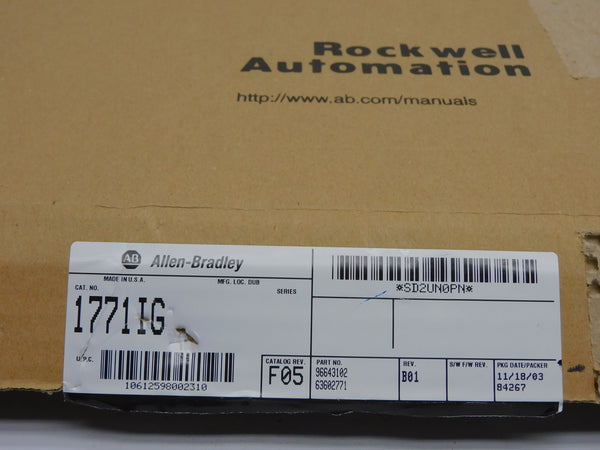 Rockwell
Automation
http://www.ab.com/manuals
AB Allen-Bradley
MADE IN U.S.A. MFG. LOC. DUB
CAT. NO. SERIES
1771IG
*SD2UN0PN*
U.P.C.
10612598002310
CATALOG REV.
F05
PART NO.
96643102
63602771
REV.
B01
S/W F/W REV.
PKG DATE/PACKER
11/18/03
84267